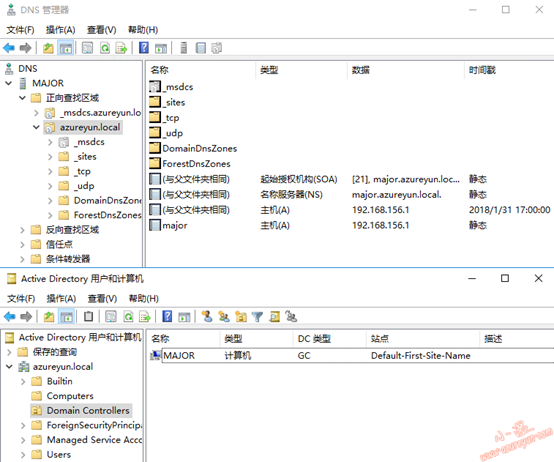 DNS 管理器
文件(F) 操作(A) 查看(V) 帮助(H)
DNS
MAJOR
正向查找区域
_msdcs.azureyun.lo
azureyun.local
_msdcs
_sites
_tcp
_udp
DomainDnsZone
ForestDnsZones
反向查找区域
信任点
条件转发器
名称 类型 数据 时间戳
_msdcs
_sites
_tcp
_udp
DomainDnsZones
ForestDnsZones
(与父文件夹相同) 起始授权机构(SOA) [21], major.azureyun.loc... 静态
(与父文件夹相同) 名称服务器(NS) major.azureyun.local. 静态
(与父文件夹相同) 主机(A) 192.168.156.1 2018/1/31 17:00:00
major 主机(A) 192.168.156.1 静态
Active Directory 用户和计算机
文件(F) 操作(A) 查看(V) 帮助(H)
Active Directory 用户和计算机
保存的查询
azureyun.local
Builtin
Computers
Domain Controllers
ForeignSecurityPrincipa
Managed Service Acco
Users
名称 类型 DC 类型 站点 描述
MAJOR 计算机 GC Default-First-Site-Name
www.azureyun.com